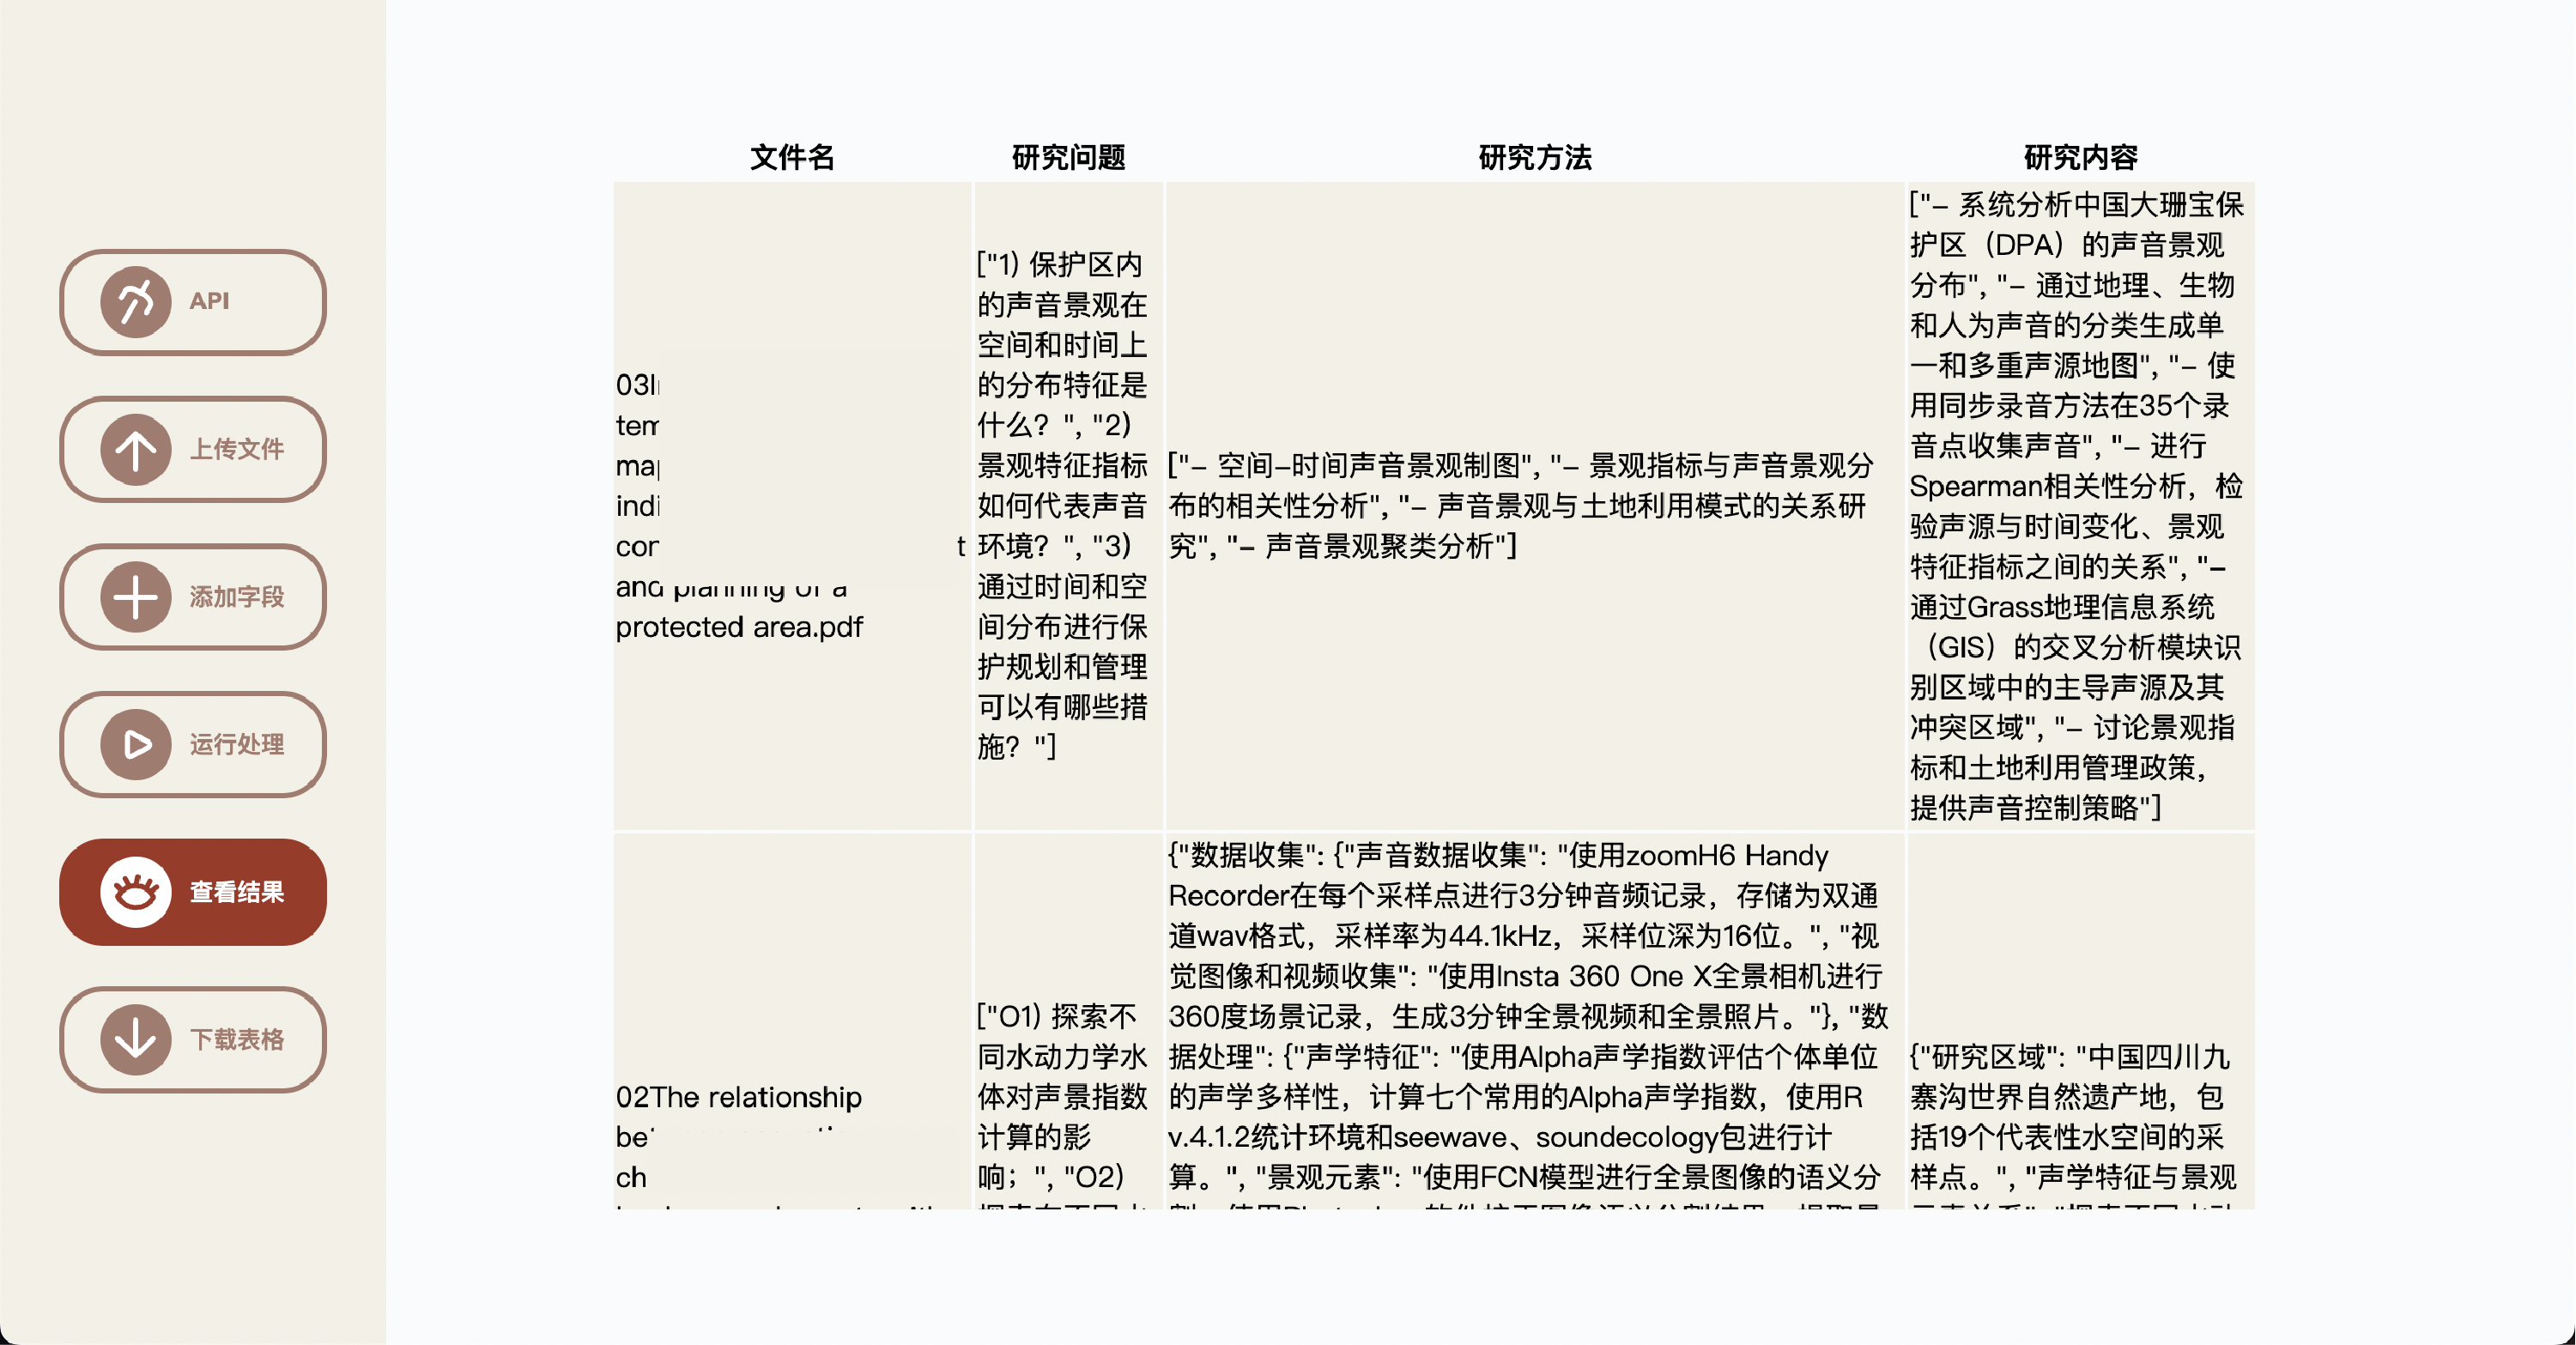 API
上传文件
添加字段
运行处理
查看结果
下载表格
文件名
研究问题
研究方法
研究内容
protected area.pdf
["1) 保护区内
的声音景观在
空间和时间上
的分布特征是
什么？", "2)
景观特征指标
如何代表声音
环境？", "3)
通过时间和空
间分布进行保
护规划和管理
可以有哪些措
施？"]
["– 空间–时间声音景观制图", "– 景观指标与声音景观分
布的相关性分析", "– 声音景观与土地利用模式的关系研
究", "– 声音景观聚类分析"]
["– 系统分析中国大珊宝保
护区（DPA）的声音景观
分布", "– 通过地理、生物
和人为声音的分类生成单
一和多重声源地图", "– 使
用同步录音方法在35个录
音点收集声音", "– 进行
Spearman相关性分析，检
验声源与时间变化、景观
特征指标之间的关系", "–
通过Grass地理信息系统
（GIS）的交叉分析模块识
别区域中的主导声源及其
冲突区域", "– 讨论景观指
标和土地利用管理政策，
提供声音控制策略"]
02The relationship
["O1) 探索不
同水动力学水
体对声景指数
计算的影
响；", "O2)
{"数据收集": {"声音数据收集": "使用zoomH6 Handy
Recorder在每个采样点进行3分钟音频记录，存储为双通
道wav格式，采样率为44.1kHz，采样位深为16位。", "视
觉图像和视频收集": "使用Insta 360 One X全景相机进行
360度场景记录，生成3分钟全景视频和全景照片。"}, "数
据处理": {"声学特征": "使用Alpha声学指数评估个体单位
的声学多样性，计算七个常用的Alpha声学指数，使用R
v.4.1.2统计环境和seewave、soundecology包进行计
算。", "景观元素": "使用FCN模型进行全景图像的语义分
{"研究区域": "中国四川九
寨沟世界自然遗产地，包
括19个代表性水空间的采
样点。", "声学特征与景观